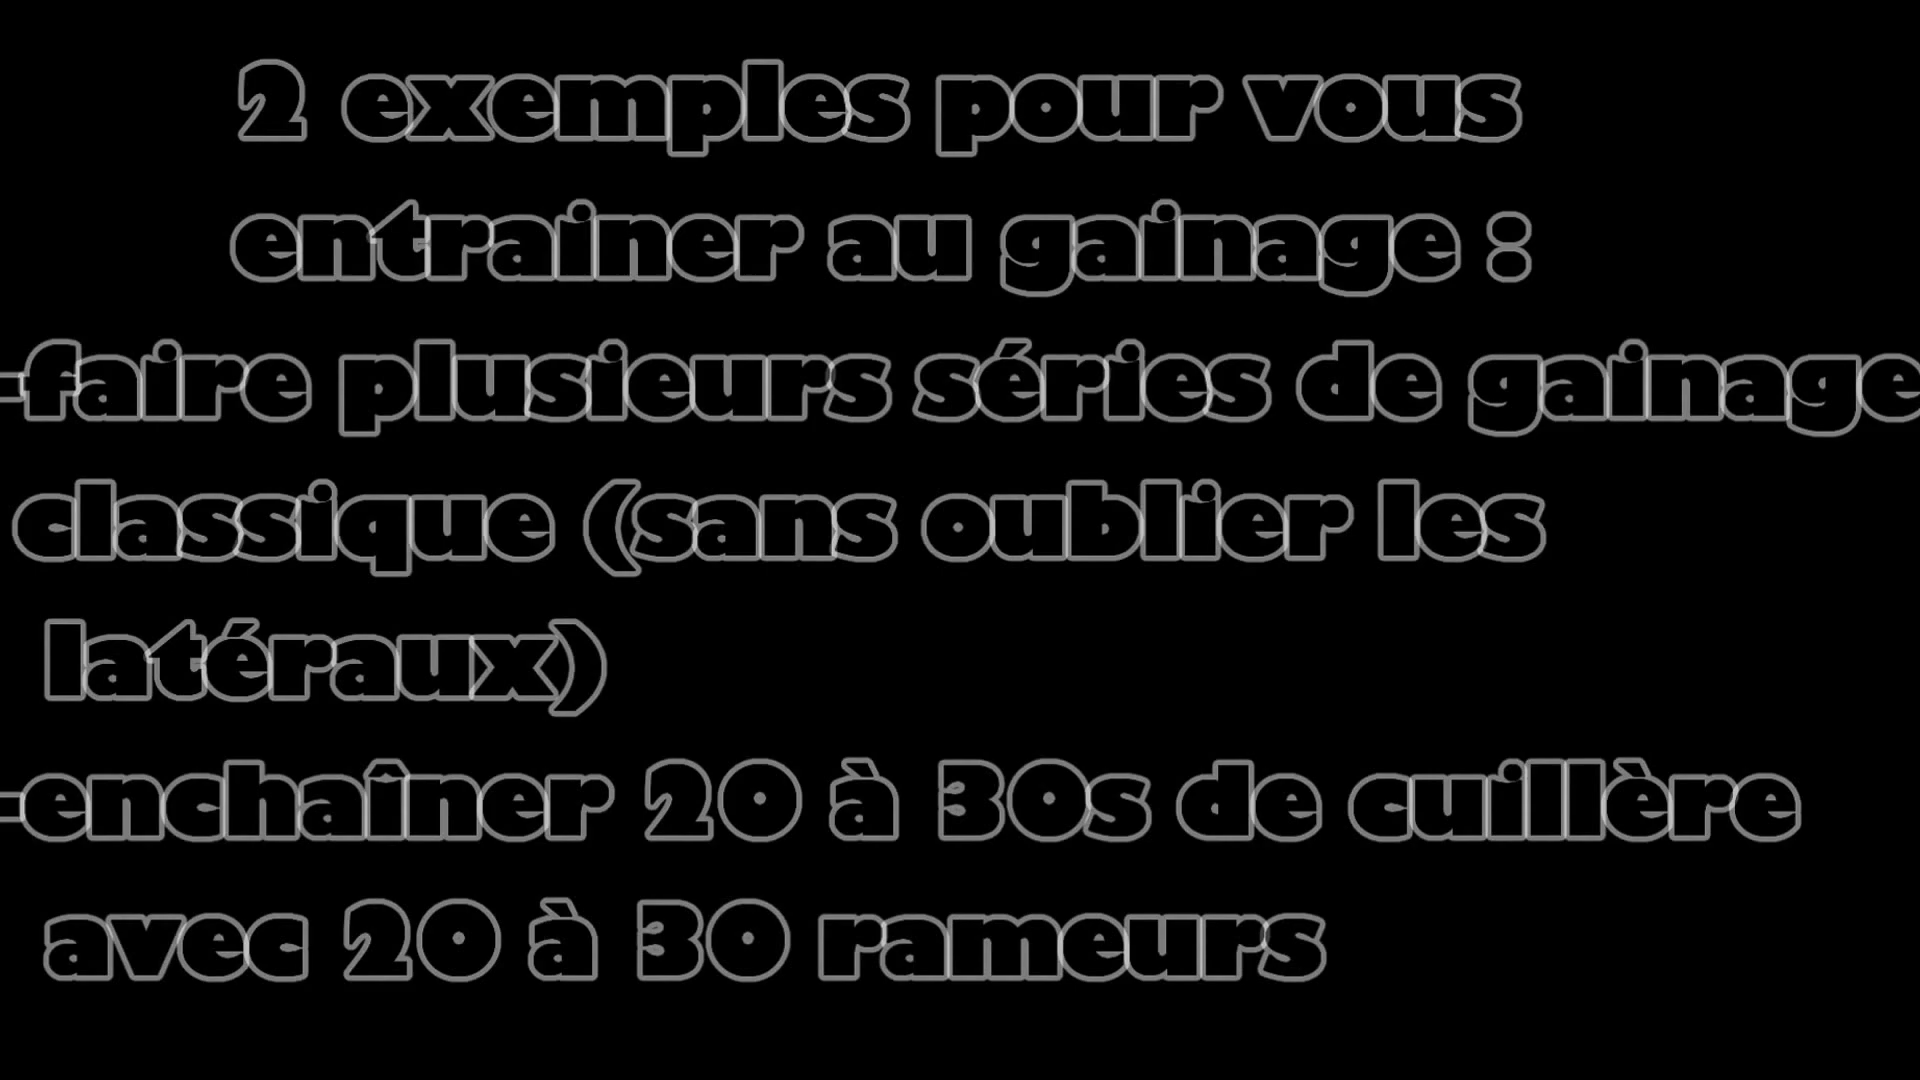 2 exemples pour vous
entrainer au gainage :
-faire plusieurs séries de gainage
classique (sans oublier les
latéraux)
-enchaîner 20 à 30s de cuillère
avec 20 à 30 rameurs